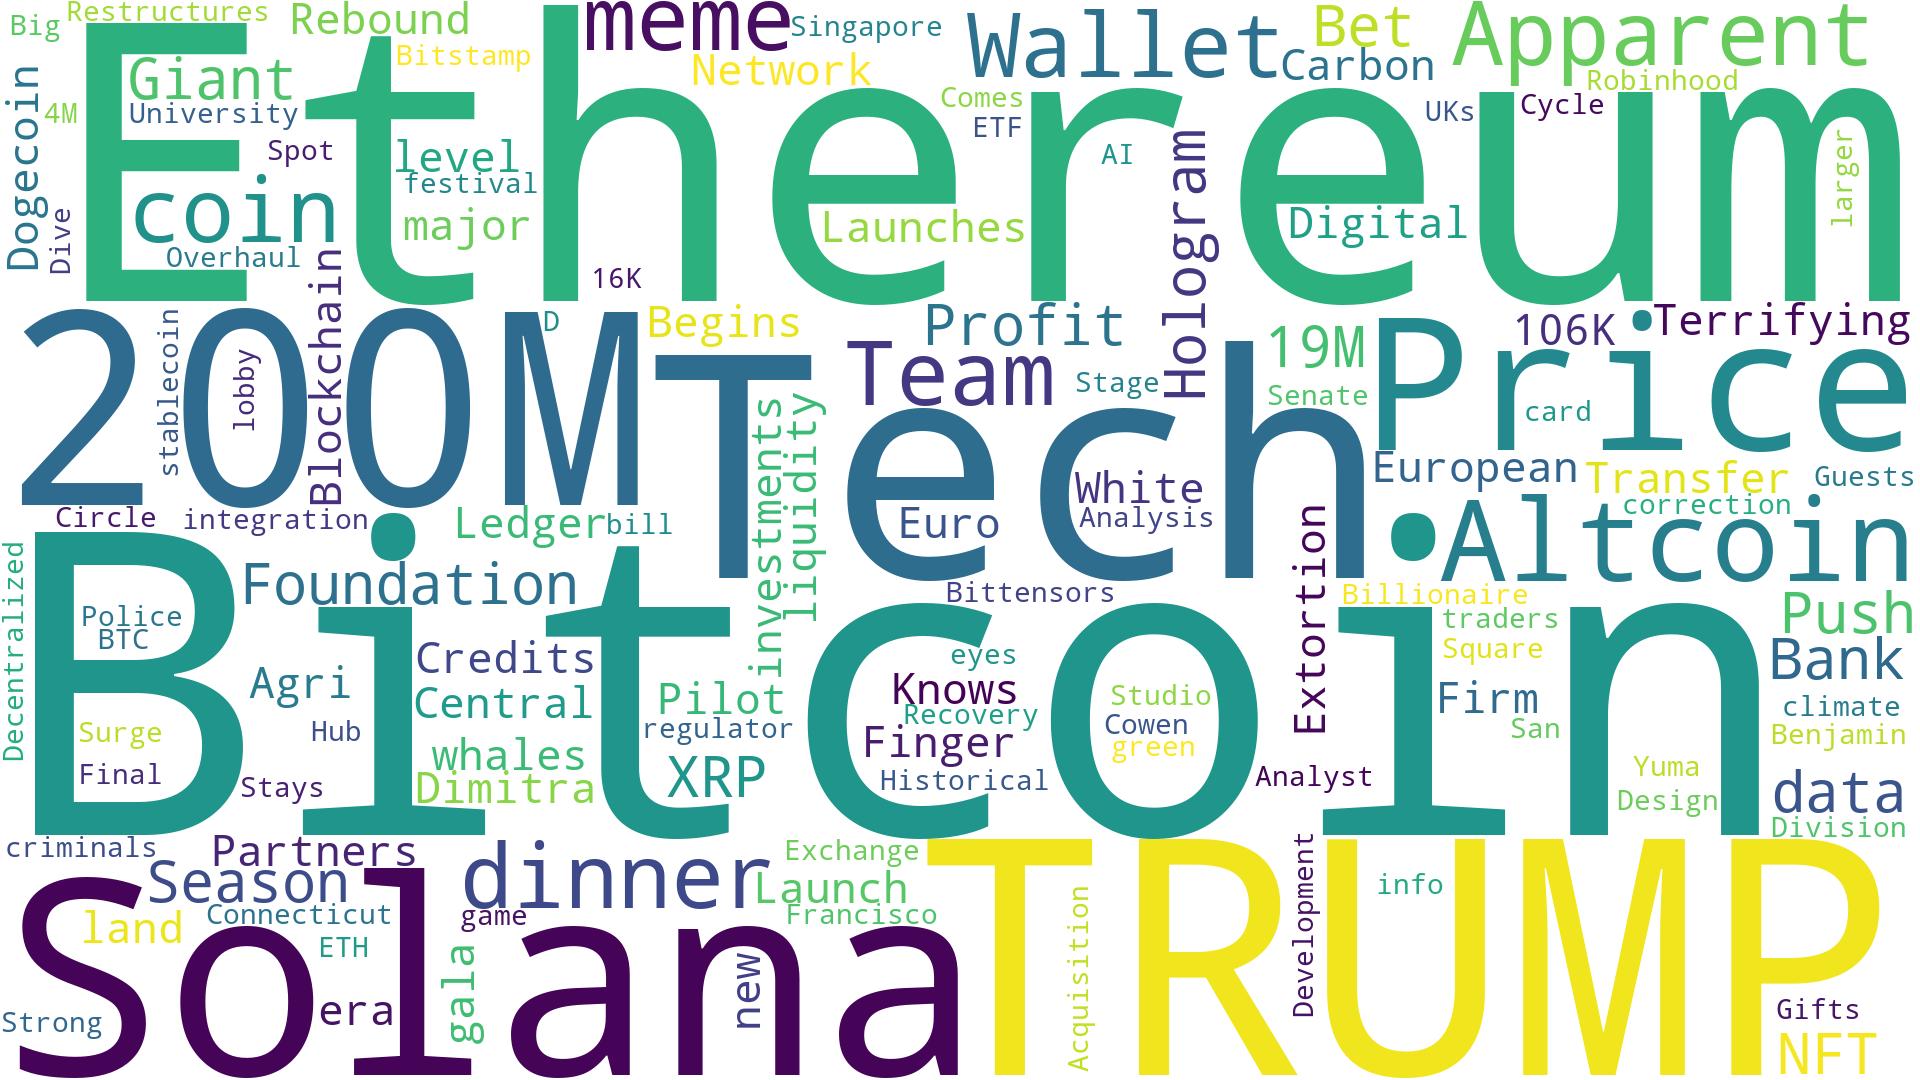 Big
Restructures
Rebound
meme
Singapore
Wallet
Bet
Apparent
Bitstamp
Giant
Network
Carbon
Robinhood
Ethereum
Dogecoin
4M
University
Comes
ETF
UKs
Cycle
Spot
level
AI
larger
festival
Hologram
coin
major
Launches
Digital
Dive
Overhaul
16K
Blockchain
stablecoin
D
Begins
Profit
106K
Terrifying
200M
lobby
Team
19M
Price
Tech
Stage
Senate
card
investments
liquidity
European
Transfer
Guests
White
Analysis
correction
Circle
integration
Ledger
bill
Euro
Altcoin
Extortion
Decentralized
Foundation
Bittensors
Billionaire
Push
Bitcoin
Police
BTC
traders
Credits
eyes
Square
Bank
Agri
Central
Pilot
Knows
Studio
Firm
climate
Surge
Hub
regulator
Recovery
Cowen
San
Benjamin
whales
Finger
green
Final
Stays
Dimitra
XRP
Historical
Analyst
Yuma
Design
data
Division
criminals
Partners
Exchange
Season
dinner
Launch
TRUMP
info
Development
Solana
land
Connecticut
game
Francisco
ETH
Acquisition
gala
new
era
Strong
Gifts
NFT